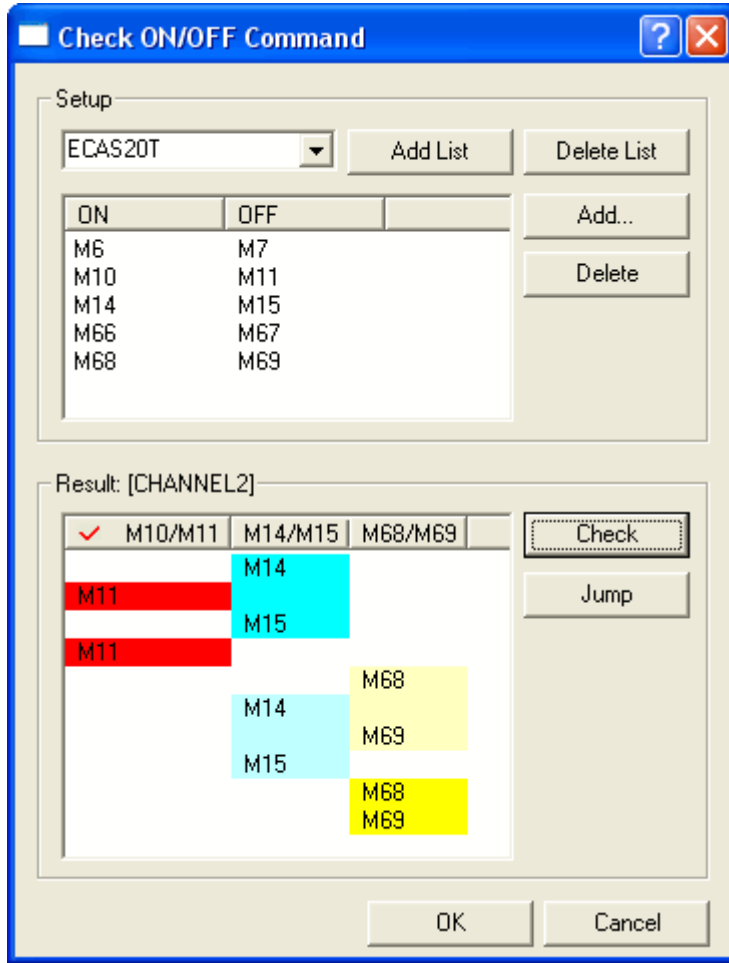 Check ON/OFF Command
Setup
ECAS20T Add List Delete List
ON OFF Add...
M6 M7
M10 M11 Delete
M14 M15
M66 M67
M68 M69
Result: [CHANNEL2]
M10/M11 M14/M15 M68/M69 Check
M14
M11 Jump
M15
M11
M68
M14
M69
M15
M68
M69
OK Cancel